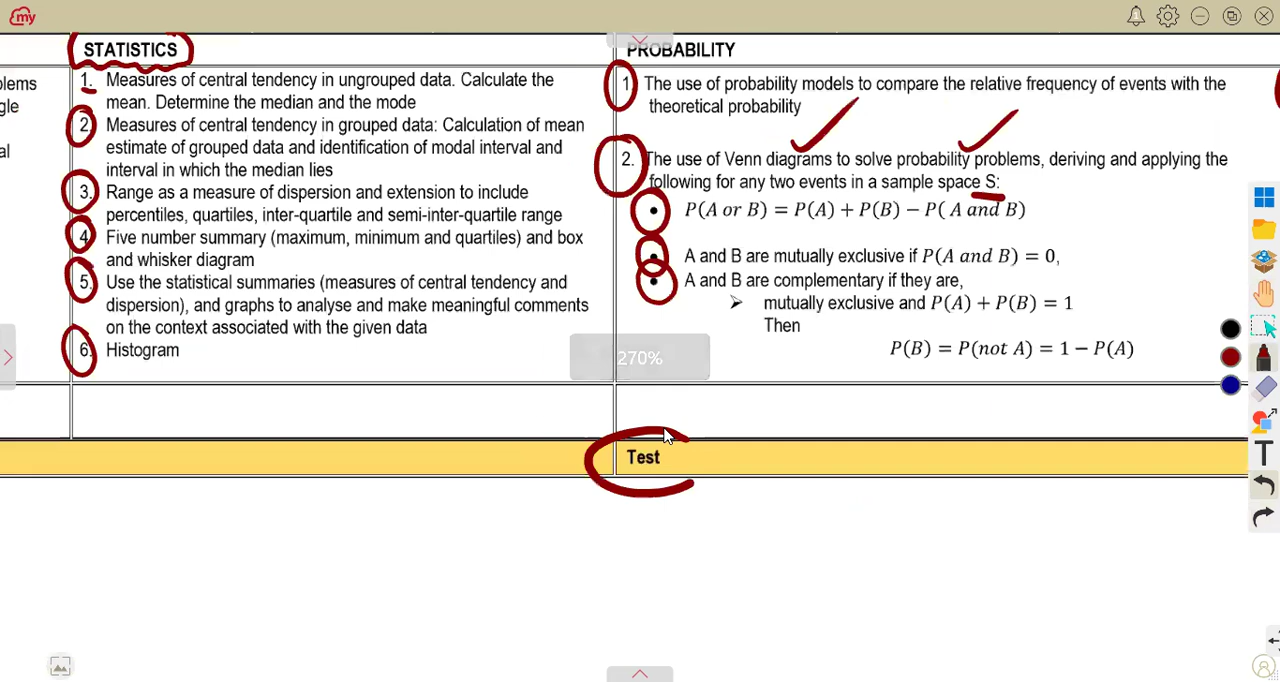 my
STATISTICS
1. Measures of central tendency in ungrouped data. Calculate the
mean. Determine the median and the mode
2. Measures of central tendency in grouped data: Calculation of mean
estimate of grouped data and identification of modal interval and
interval in which the median lies
3. Range as a measure of dispersion and extension to include
percentiles, quartiles, inter-quartile and semi-inter-quartile range
4. Five number summary (maximum, minimum and quartiles) and box
and whisker diagram
5. Use the statistical summaries (measures of central tendency and
dispersion), and graphs to analyse and make meaningful comments
on the context associated with the given data
6. Histogram
PROBABILITY
1. The use of probability models to compare the relative frequency of events with the
theoretical probability
2. The use of Venn diagrams to solve probability problems, deriving and applying the
following for any two events in a sample space S:
• P(A or B) = P(A) + P(B) − P( A and B)
• A and B are mutually exclusive if P(A and B) = 0,
• A and B are complementary if they are,
➢ mutually exclusive and P(A) + P(B) = 1
Then
P(B) = P(not A) = 1 − P(A)
270%
Test
T